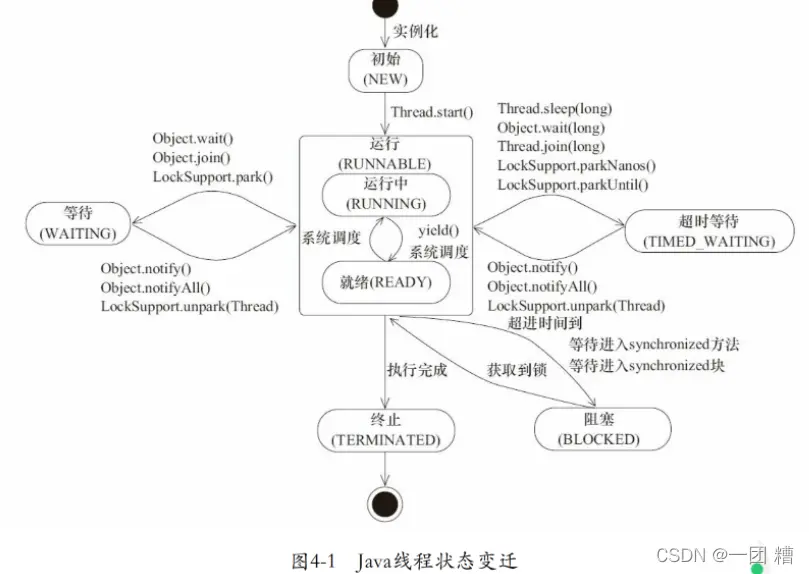 实例化
初始
(NEW)
Thread.start()
Object.wait()
Object.join()
LockSupport.park()
运行
(RUNNABLE)
运行中
(RUNNING)
系统调度
yield()
系统调度
就绪(READY)
Thread.sleep(long)
Object.wait(long)
Thread.join(long)
LockSupport.parkNanos()
LockSupport.parkUntil()
等待
(WAITING)
超时等待
(TIMED_WAITING)
Object.notify()
Object.notifyAll()
LockSupport.unpark(Thread)
Object.notify()
Object.notifyAll()
LockSupport.unpark(Thread)
超进时间到
等待进入synchronized方法
等待进入synchronized块
获取到锁
执行完成
终止
(TERMINATED)
阻塞
(BLOCKED)
图4-1 Java线程状态变迁
CSDN @一团 糟